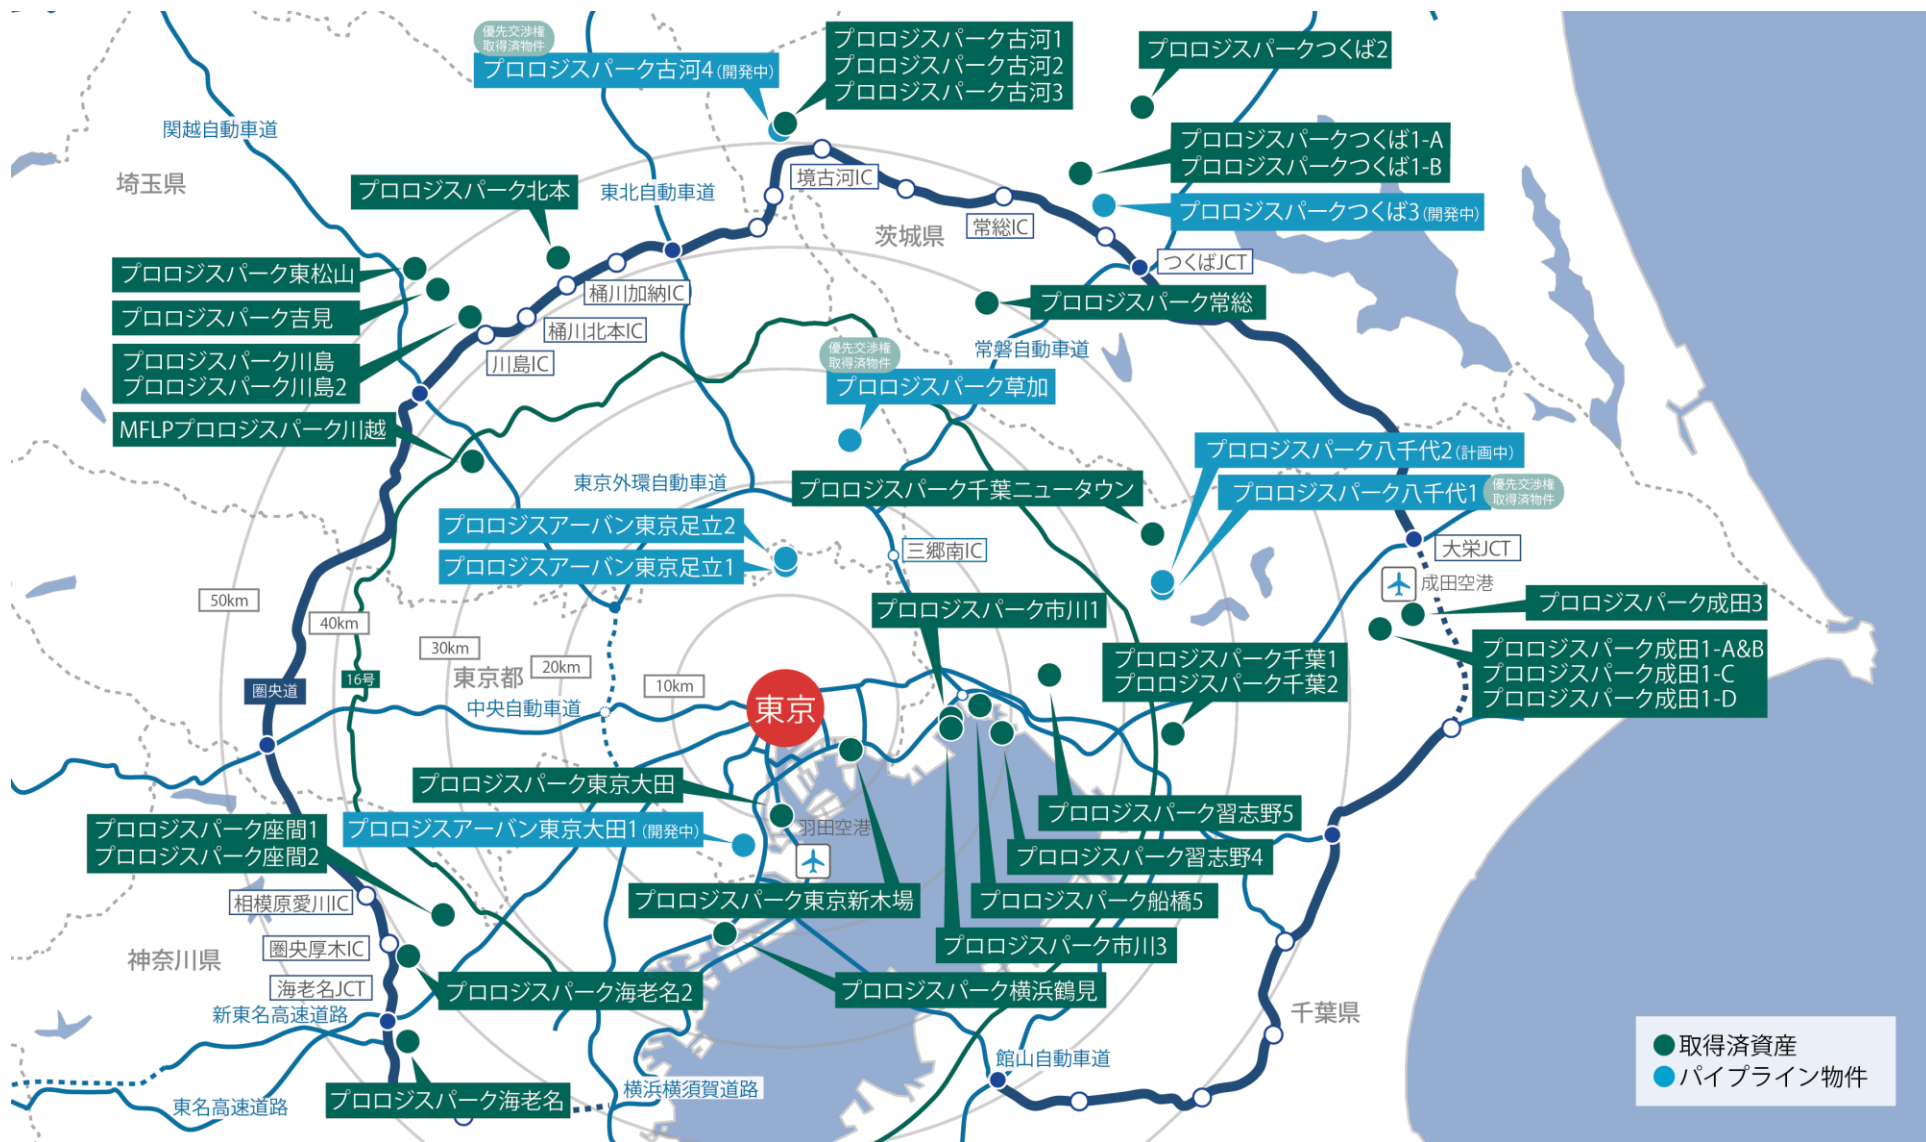 優先交渉権
取得済物件
プロロジスパーク古河4(開発中)
プロロジスパーク古河1
プロロジスパーク古河2
プロロジスパーク古河3
プロロジスパークつくば2
関越自動車道
埼玉県
プロロジスパーク北本
東北自動車道
境古河IC
茨城県
常総IC
プロロジスパークつくば1-A
プロロジスパークつくば1-B
プロロジスパークつくば3(開発中)
つくばJCT
プロロジスパーク東松山
プロロジスパーク吉見
プロロジスパーク川島
プロロジスパーク川島2
MFLPプロロジスパーク川越
桶川加納IC
桶川北本IC
川島IC
プロロジスパーク常総
常磐自動車道
優先交渉権
取得済物件
プロロジスパーク草加
東京外環自動車道
プロロジスパーク千葉ニュータウン
プロロジスパーク八千代2(計画中)
プロロジスパーク八千代1
優先交渉権
取得済物件
プロロジスアーバン東京足立2
プロロジスアーバン東京足立1
三郷南IC
大栄JCT
成田空港
プロロジスパーク成田3
プロロジスパーク成田1-A&B
プロロジスパーク成田1-C
プロロジスパーク成田1-D
50km
40km
30km
20km
10km
プロロジスパーク市川1
プロロジスパーク千葉1
プロロジスパーク千葉2
圏央道
16号
東京都
中央自動車道
東京
プロロジスパーク東京大田
プロロジスアーバン東京大田1(開発中)
羽田空港
プロロジスパーク座間1
プロロジスパーク座間2
プロロジスパーク習志野5
プロロジスパーク習志野4
プロロジスパーク東京新木場
プロロジスパーク船橋5
プロロジスパーク市川3
相模原愛川IC
圏央厚木IC
海老名JCT
神奈川県
新東名高速道路
プロロジスパーク海老名2
プロロジスパーク横浜鶴見
千葉県
館山自動車道
横浜横須賀道路
プロロジスパーク海老名
東名高速道路
取得済資産
パイプライン物件